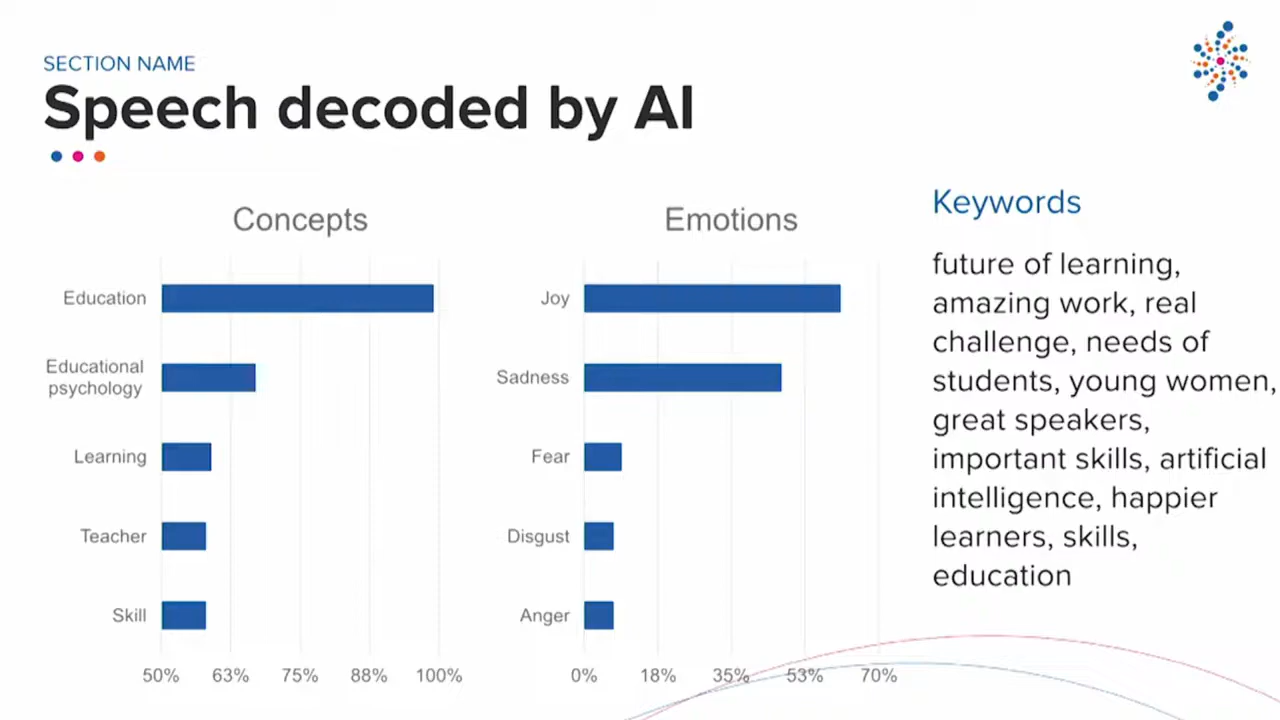 SECTION NAME
Speech decoded by AI
Concepts
Education
Educational
psychology
Learning
Teacher
Skill
50% 63% 75% 88% 100%
Emotions
Joy
Sadness
Fear
Disgust
Anger
0% 18% 35% 53% 70%
Keywords
future of learning,
amazing work, real
challenge, needs of
students, young women,
great speakers,
important skills, artificial
intelligence, happier
learners, skills,
education